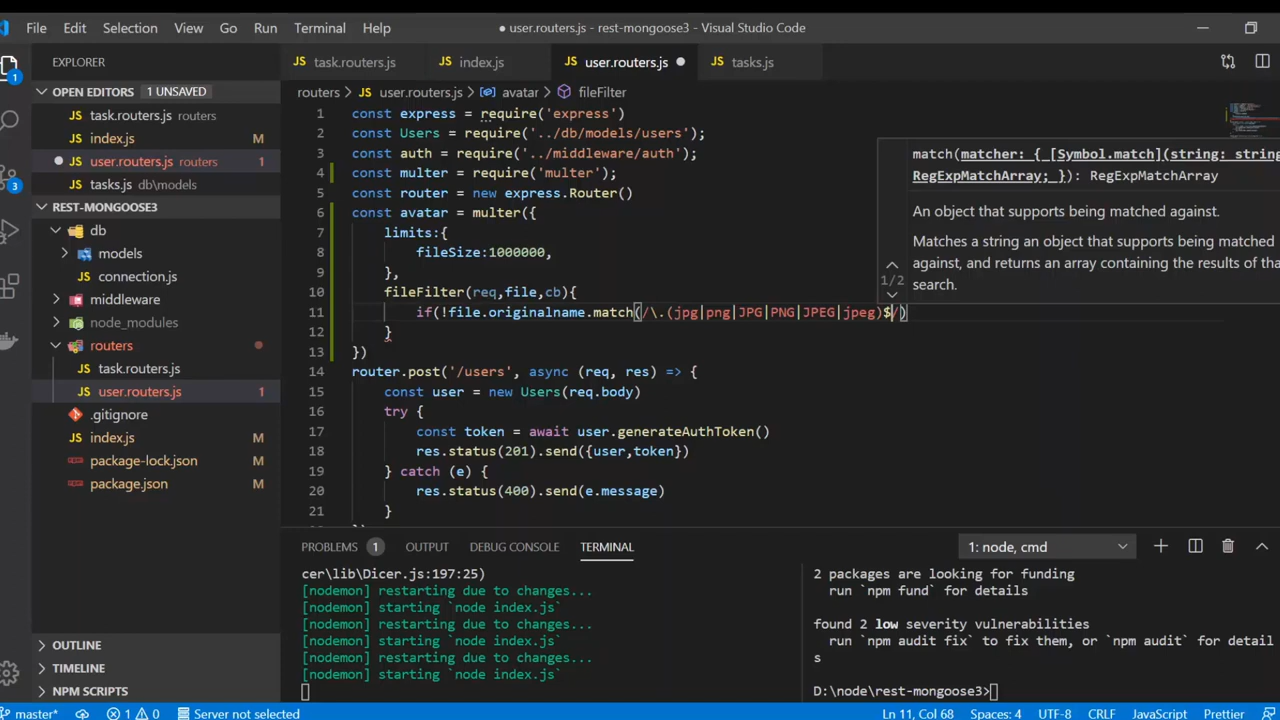 File Edit Selection View Go Run Terminal Help ● user.routers.js - rest-mongoose3 - Visual Studio Code
EXPLORER
task.routers.js index.js user.routers.js tasks.js
OPEN EDITORS 1 UNSAVED
task.routers.js routers
index.js M
user.routers.js routers 1
tasks.js db\models
REST-MONGOOSE3
db
models
connection.js
middleware
node_modules
routers
task.routers.js
user.routers.js 1
.gitignore
index.js M
package-lock.json M
package.json M
OUTLINE
TIMELINE
NPM SCRIPTS
1
3
routers > JS user.routers.js > avatar > fileFilter
1 const express = require('express')
2 const Users = require('../db/models/users');
3 const auth = require('../middleware/auth');
4 const multer = require('multer');
5 const router = new express.Router()
6 const avatar = multer({
7 limits:{
8 fileSize:1000000,
9 },
10 fileFilter(req,file,cb){
11 if(!file.originalname.match(/\.(jpg|png|JPG|PNG|JPEG|jpeg)$/)
12 }
13 })
14 router.post('/users', async (req, res) => {
15 const user = new Users(req.body)
16 try {
17 const token = await user.generateAuthToken()
18 res.status(201).send({user,token})
19 } catch (e) {
20 res.status(400).send(e.message)
21 }
match(matcher: { [Symbol.match](string: string
RegExpMatchArray; }): RegExpMatchArray
An object that supports being matched against.
1/2
Matches a string an object that supports being matched
against, and returns an array containing the results of tha
search.
PROBLEMS 1 OUTPUT DEBUG CONSOLE TERMINAL 1: node, cmd
cer\lib\Dicer.js:197:25)
[nodemon] restarting due to changes...
[nodemon] starting `node index.js`
[nodemon] restarting due to changes...
[nodemon] starting `node index.js`
[nodemon] restarting due to changes...
[nodemon] starting `node index.js`
2 packages are looking for funding
run `npm fund` for details
found 2 low severity vulnerabilities
run `npm audit fix` to fix them, or `npm audit` for detail
s
D:\node\rest-mongoose3>
master* 1 0 Server not selected Ln 11, Col 68 Spaces: 4 UTF-8 CRLF JavaScript Prettier